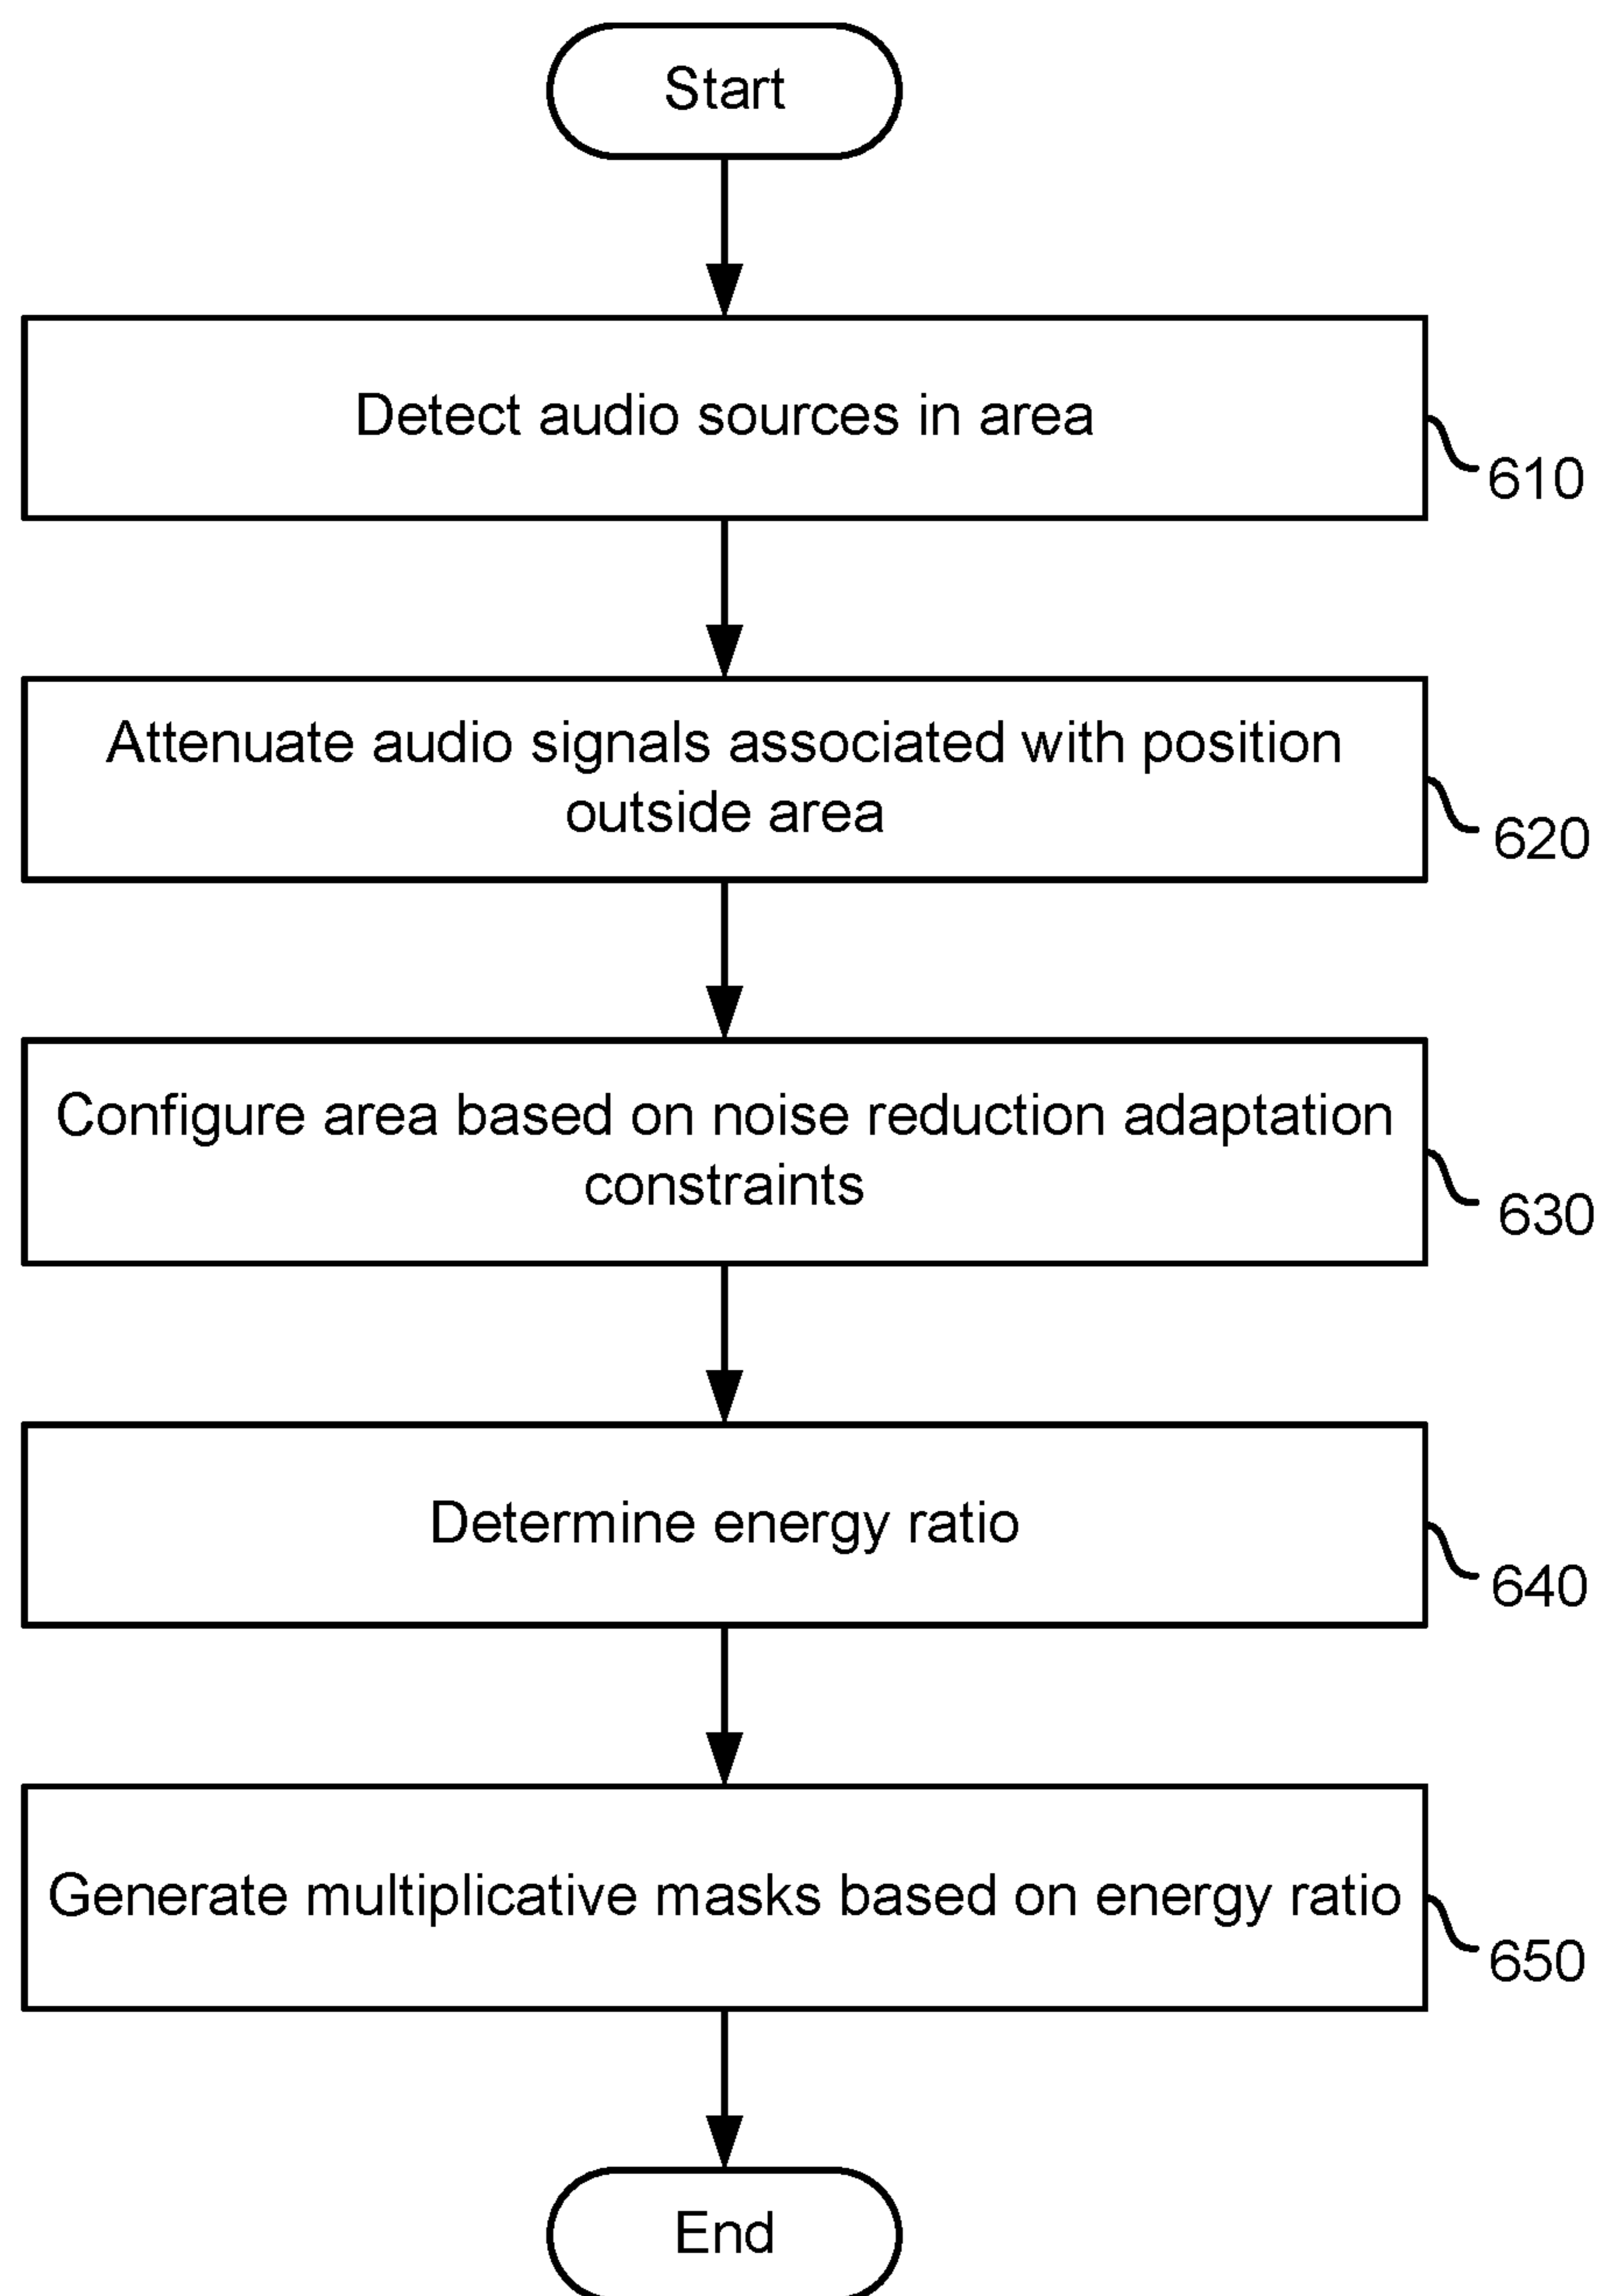 Start
Detect audio sources in area
610
Attenuate audio signals associated with position
outside area
620
Configure area based on noise reduction adaptation
constraints
630
Determine energy ratio
640
Generate multiplicative masks based on energy ratio
650
End